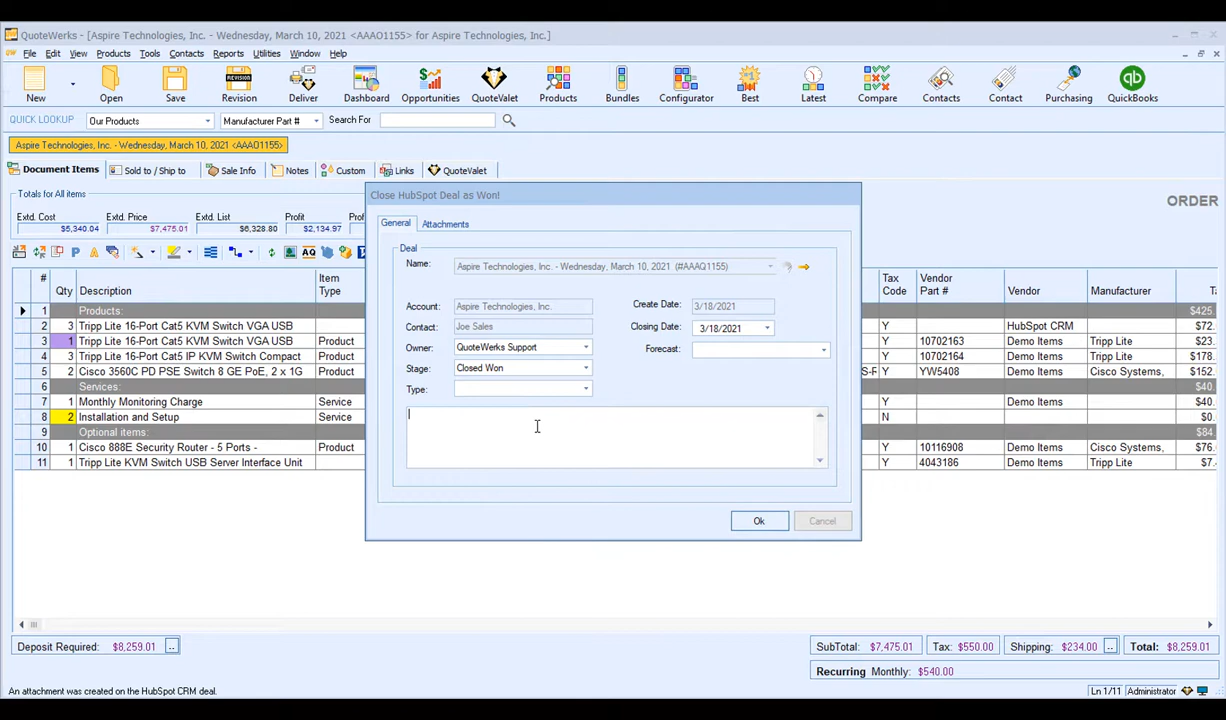 QuoteWerks - [Aspire Technologies, Inc. - Wednesday, March 10, 2021 <AAAO1155> for Aspire Technologies, Inc.]
File Edit View Products Tools Contacts Reports Utilities Window Help
New Open Save Revision Deliver Dashboard Opportunities QuoteValet Products Bundles Configurator Best Latest Compare Contacts Contact Purchasing QuickBooks
QUICK LOOKUP Our Products Manufacturer Part # Search For
Aspire Technologies, Inc. - Wednesday, March 10, 2021 <AAAO1155>
Document Items Sold to / Ship to Sale Info Notes Custom Links QuoteValet
Totals for All items
Extd. Cost Extd. Price Extd. List Profit
$5,340.04 $7,475.01 $6,328.80 $2,134.97
ORDER
Close HubSpot Deal as Won!
General Attachments
Deal
Name: Aspire Technologies, Inc. - Wednesday, March 10, 2021 (#AAAQ1155)
Account: Aspire Technologies, Inc. Create Date: 3/18/2021
Contact: Joe Sales Closing Date: 3/18/2021
Owner: QuoteWerks Support Forecast:
Stage: Closed Won
Type:
Ok Cancel
# Qty Description Item Type Tax Code Vendor Part # Vendor Manufacturer
1 Products: $425.
2 3 Tripp Lite 16-Port Cat5 KVM Switch VGA USB Y HubSpot CRM $72.
3 1 Tripp Lite 16-Port Cat5 KVM Switch VGA USB Product Y 10702163 Demo Items Tripp Lite $23.
4 3 Tripp Lite 16-Port Cat5 IP KVM Switch Compact Product Y 10702164 Demo Items Tripp Lite $58.
5 3 Cisco 3560C PD PSE Switch 8 GE PoE, 2 x 1G Product S-F Y YW5408 Demo Items Cisco Systems, $152.
6 Services: $40.
7 1 Monthly Monitoring Charge Service Y Demo Items $40.
8 2 Installation and Setup Service N $0.
9 Optional items: $84.
10 1 Cisco 888E Security Router - 5 Ports - Product Y 10116908 Demo Items Cisco Systems, $76.
11 1 Tripp Lite KVM Switch USB Server Interface Unit Y 4043186 Demo Items Tripp Lite $7.
Deposit Required: $8,259.01 .. SubTotal: $7,475.01 Tax: $550.00 Shipping: $234.00 .. Total: $8,259.01
Recurring Monthly: $540.00
An attachment was created on the HubSpot CRM deal. Ln 1/11 Administrator